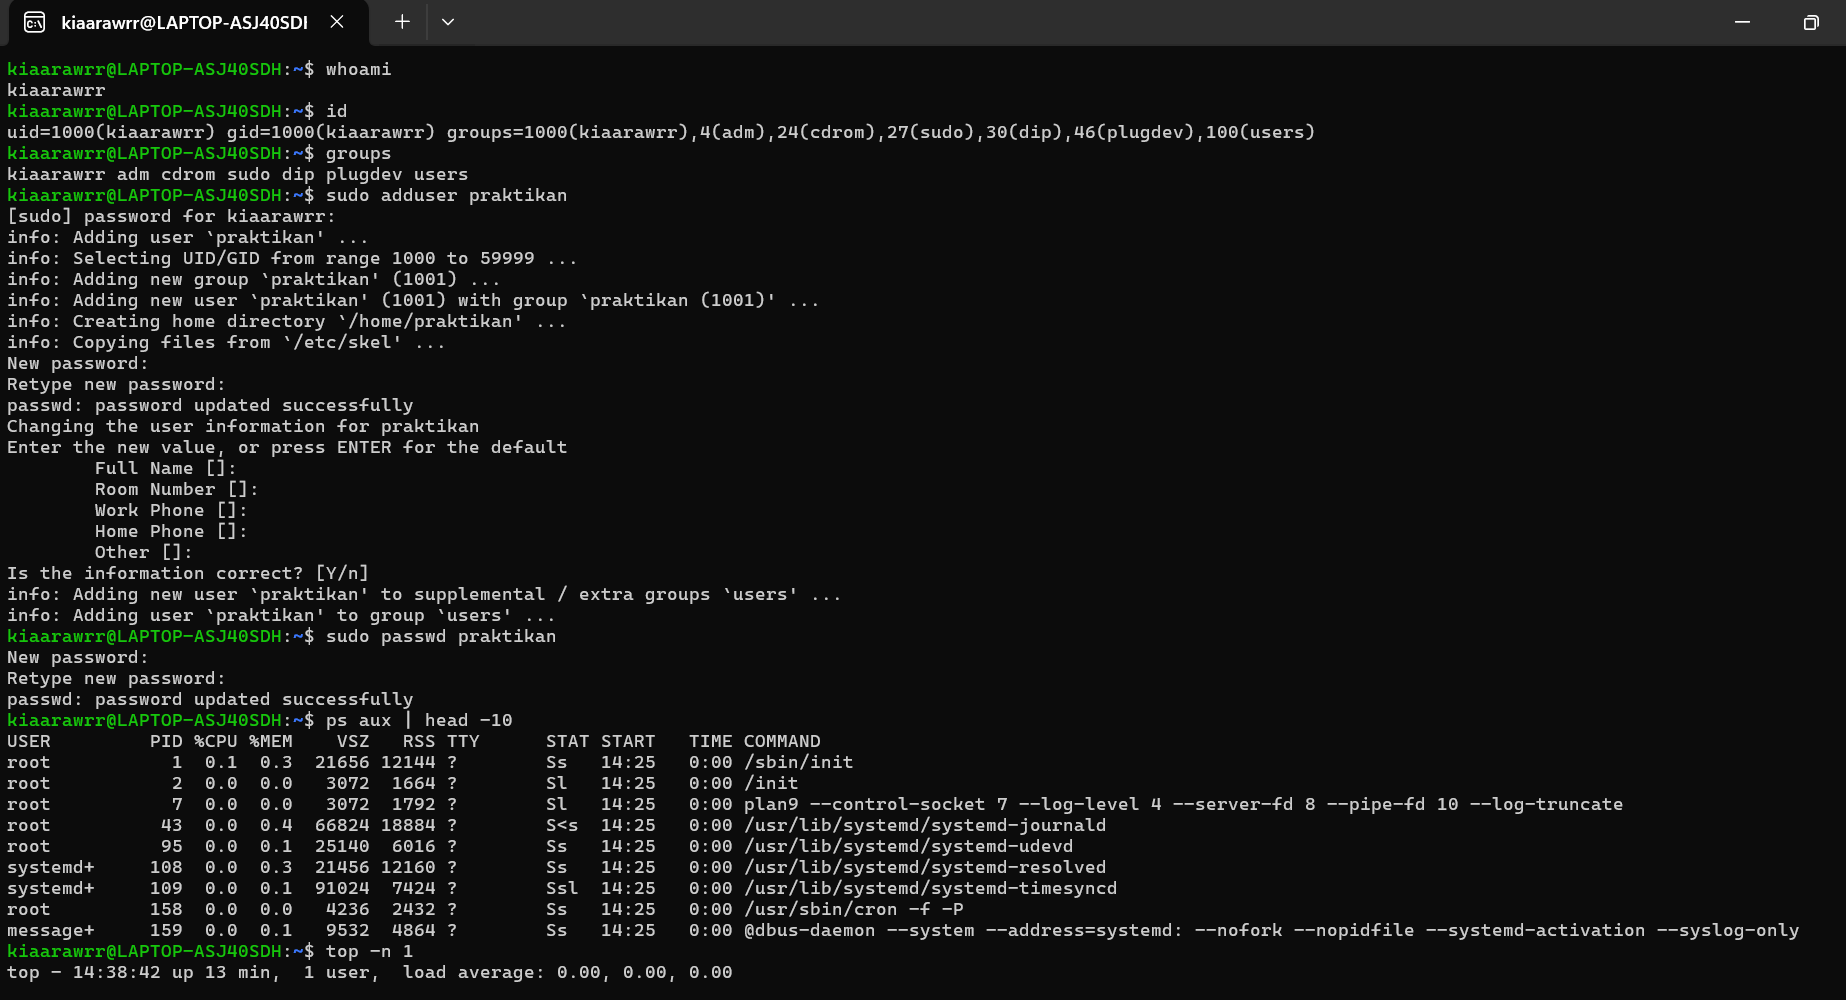 kiaarawrr@LAPTOP-ASJ40SDI
kiaarawrr@LAPTOP-ASJ40SDH:~$ whoami
kiaarawrr
kiaarawrr@LAPTOP-ASJ40SDH:~$ id
uid=1000(kiaarawrr) gid=1000(kiaarawrr) groups=1000(kiaarawrr),4(adm),24(cdrom),27(sudo),30(dip),46(plugdev),100(users)
kiaarawrr@LAPTOP-ASJ40SDH:~$ groups
kiaarawrr adm cdrom sudo dip plugdev users
kiaarawrr@LAPTOP-ASJ40SDH:~$ sudo adduser praktikan
[sudo] password for kiaarawrr:
info: Adding user `praktikan' ...
info: Selecting UID/GID from range 1000 to 59999 ...
info: Adding new group `praktikan' (1001) ...
info: Adding new user `praktikan' (1001) with group `praktikan (1001)' ...
info: Creating home directory `/home/praktikan' ...
info: Copying files from `/etc/skel' ...
New password:
Retype new password:
passwd: password updated successfully
Changing the user information for praktikan
Enter the new value, or press ENTER for the default
        Full Name []:
        Room Number []:
        Work Phone []:
        Home Phone []:
        Other []:
Is the information correct? [Y/n]
info: Adding new user `praktikan' to supplemental / extra groups `users' ...
info: Adding user `praktikan' to group `users' ...
kiaarawrr@LAPTOP-ASJ40SDH:~$ sudo passwd praktikan
New password:
Retype new password:
passwd: password updated successfully
kiaarawrr@LAPTOP-ASJ40SDH:~$ ps aux | head -10
USER         PID %CPU %MEM    VSZ   RSS TTY      STAT START   TIME COMMAND
root           1  0.1  0.3  21656 12144 ?        Ss   14:25   0:00 /sbin/init
root           2  0.0  0.0   3072  1664 ?        Sl   14:25   0:00 /init
root           7  0.0  0.0   3072  1792 ?        Sl   14:25   0:00 plan9 --control-socket 7 --log-level 4 --server-fd 8 --pipe-fd 10 --log-truncate
root          43  0.0  0.4  66824 18884 ?        S<s  14:25   0:00 /usr/lib/systemd/systemd-journald
root          95  0.0  0.1  25140  6016 ?        Ss   14:25   0:00 /usr/lib/systemd/systemd-udevd
systemd+     108  0.0  0.3  21456 12160 ?        Ss   14:25   0:00 /usr/lib/systemd/systemd-resolved
systemd+     109  0.0  0.1  91024  7424 ?        Ssl  14:25   0:00 /usr/lib/systemd/systemd-timesyncd
root         158  0.0  0.0   4236  2432 ?        Ss   14:25   0:00 /usr/sbin/cron -f -P
message+     159  0.0  0.1   9532  4864 ?        Ss   14:25   0:00 @dbus-daemon --system --address=systemd: --nofork --nopidfile --systemd-activation --syslog-only
kiaarawrr@LAPTOP-ASJ40SDH:~$ top -n 1
top - 14:38:42 up 13 min,  1 user,  load average: 0.00, 0.00, 0.00